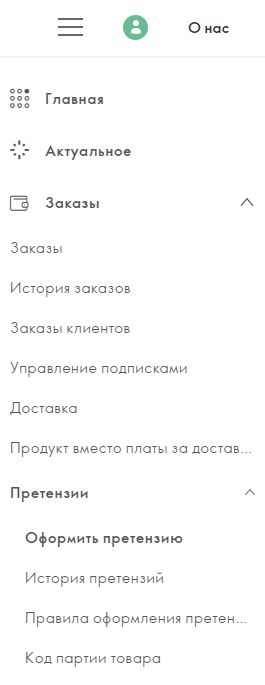 О нас
Главная
Актуальное
Заказы
Заказы
История заказов
Заказы клиентов
Управление подписками
Доставка
Продукт вместо платы за достав...
Претензии
Оформить претензию
История претензий
Правила оформления претен...
Код партии товара